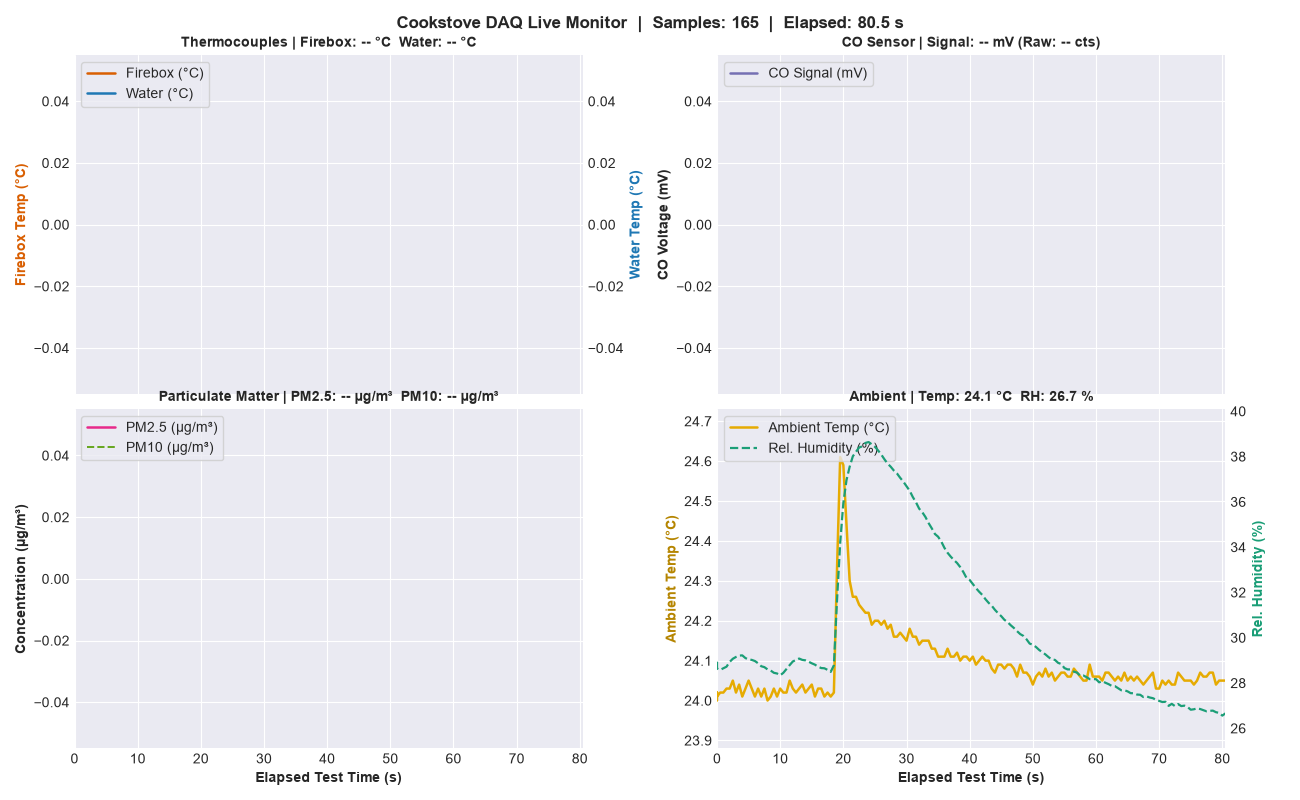 Cookstove DAQ Live Monitor | Samples: 165 | Elapsed: 80.5 s
Thermocouples | Firebox: -- °C Water: -- °C
Firebox (°C)
Water (°C)
0.04
0.02
0.00
−0.02
−0.04
Firebox Temp (°C)
0.04
0.02
0.00
−0.02
−0.04
Water Temp (°C)
CO Sensor | Signal: -- mV (Raw: -- cts)
CO Signal (mV)
0.04
0.02
0.00
−0.02
−0.04
CO Voltage (mV)
Particulate Matter | PM2.5: -- µg/m³ PM10: -- µg/m³
PM2.5 (µg/m³)
PM10 (µg/m³)
0.04
0.02
0.00
−0.02
−0.04
Concentration (µg/m³)
0 10 20 30 40 50 60 70 80
Elapsed Test Time (s)
Ambient | Temp: 24.1 °C RH: 26.7 %
Ambient Temp (°C)
Rel. Humidity (%)
24.7
24.6
24.5
24.4
24.3
24.2
24.1
24.0
23.9
Ambient Temp (°C)
40
38
36
34
32
30
28
26
Rel. Humidity (%)
0 10 20 30 40 50 60 70 80
Elapsed Test Time (s)